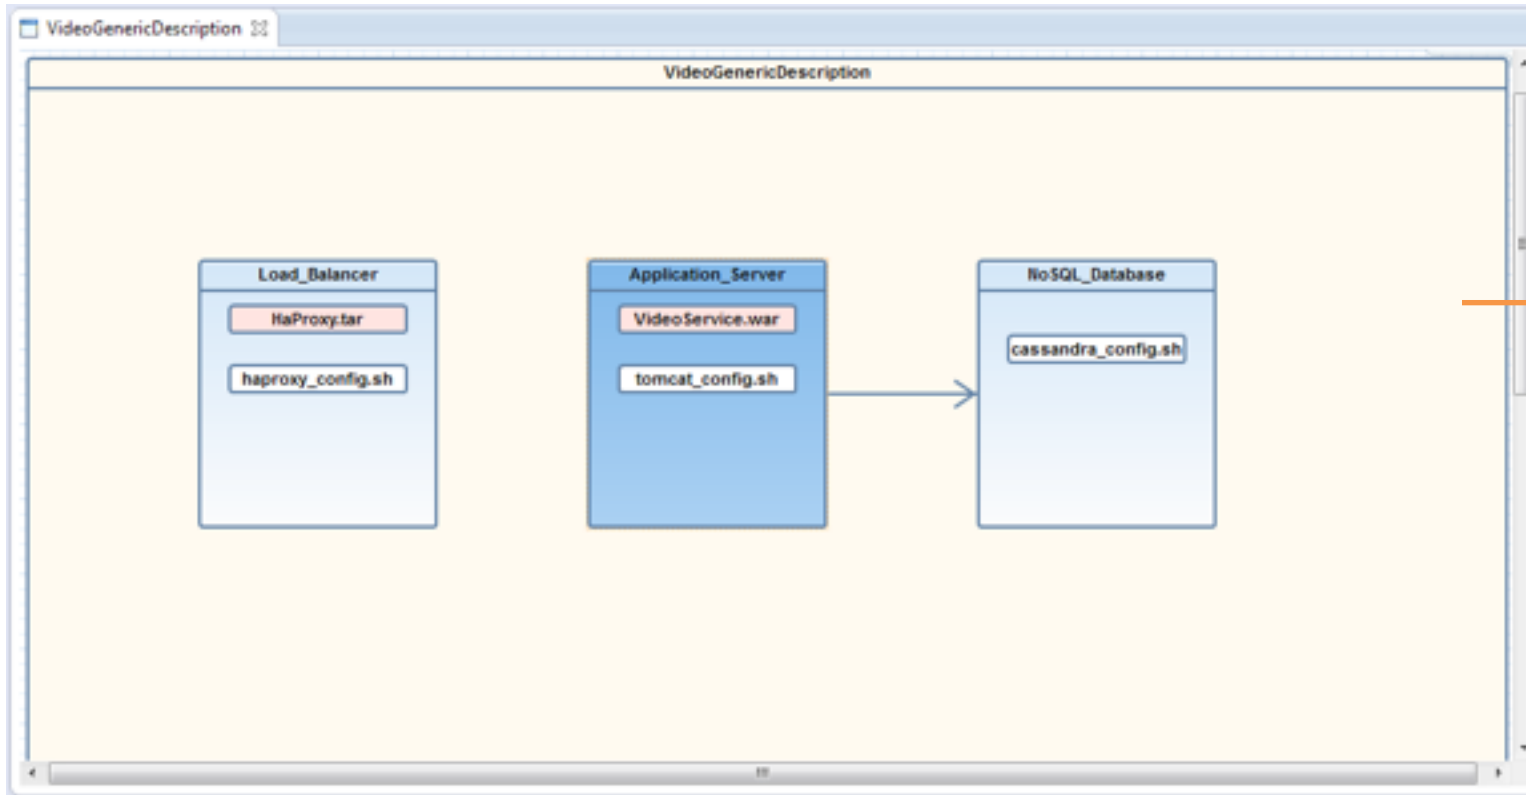 VideoGenericDescription
VideoGenericDescription
Load_Balancer
HaProxy.tar
haproxy_config.sh
Application_Server
VideoService.war
tomcat_config.sh
NoSQL_Database
cassandra_config.sh